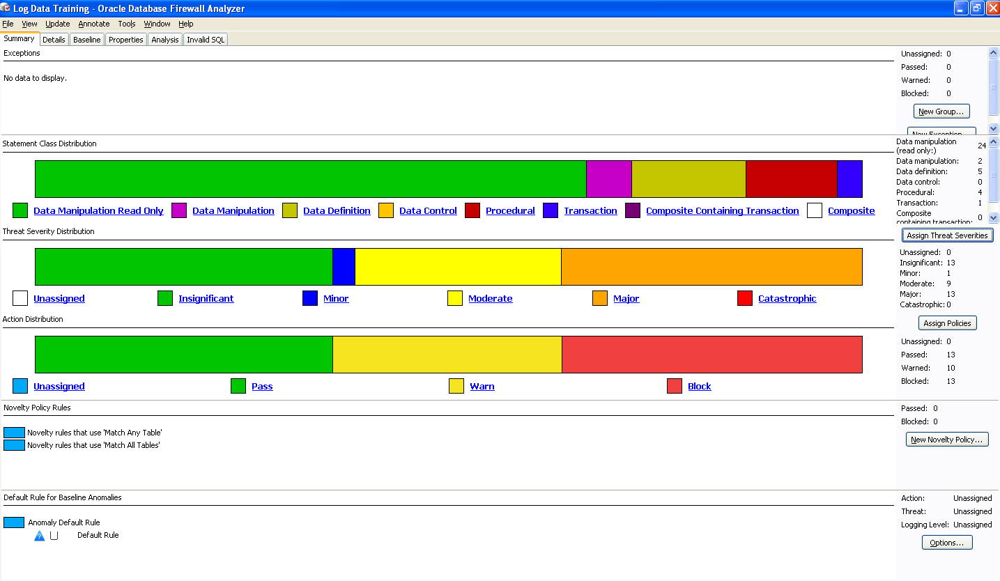 Log Data Training - Oracle Database Firewall Analyzer
File View Update Annotate Tools Window Help
Summary Details Baseline Properties Analysis Invalid SQL
Exceptions
No data to display.
Unassigned: 0
Passed: 0
Warned: 0
Blocked: 0
New Group...
New Exception...
Statement Class Distribution
Data Manipulation Read Only Data Manipulation Data Definition Data Control Procedural Transaction Composite Containing Transaction Composite
Data manipulation
(read only:) 24
Data manipulation: 2
Data definition: 5
Data control: 0
Procedural: 4
Transaction: 1
Composite
containing transaction: 0
Threat Severity Distribution
Unassigned Insignificant Minor Moderate Major Catastrophic
Assign Threat Severities
Unassigned: 0
Insignificant: 13
Minor: 1
Moderate: 9
Major: 13
Catastrophic: 0
Action Distribution
Unassigned Pass Warn Block
Assign Policies
Unassigned: 0
Passed: 13
Warned: 10
Blocked: 13
Novelty Policy Rules
Novelty rules that use 'Match Any Table'
Novelty rules that use 'Match All Tables'
Passed: 0
Blocked: 0
New Novelty Policy...
Default Rule for Baseline Anomalies
Anomaly Default Rule
? Default Rule
Action: Unassigned
Threat: Unassigned
Logging Level: Unassigned
Options...